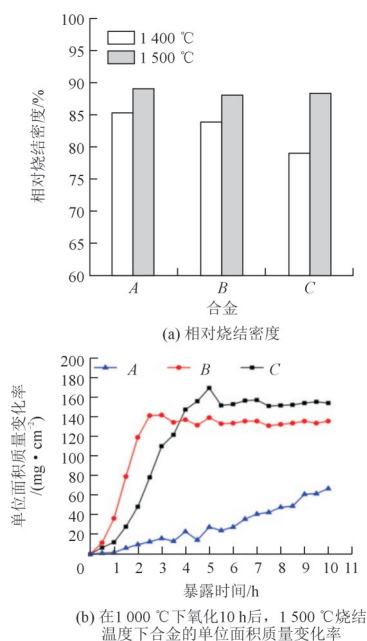 100
95
90
85
80
75
70
65
60
相对烧结密度/%
1 400 ℃
1 500 ℃
A B C
合金
(a) 相对烧结密度
A B C
200
180
160
140
120
100
80
60
40
20
0
单位面积质量变化率
/(mg·cm⁻²)
1 2 3 4 5 6 7 8 9 10 11
暴露时间/h
(b) 在1 000 ℃下氧化10 h后，1 500 ℃烧结
温度下合金的单位面积质量变化率